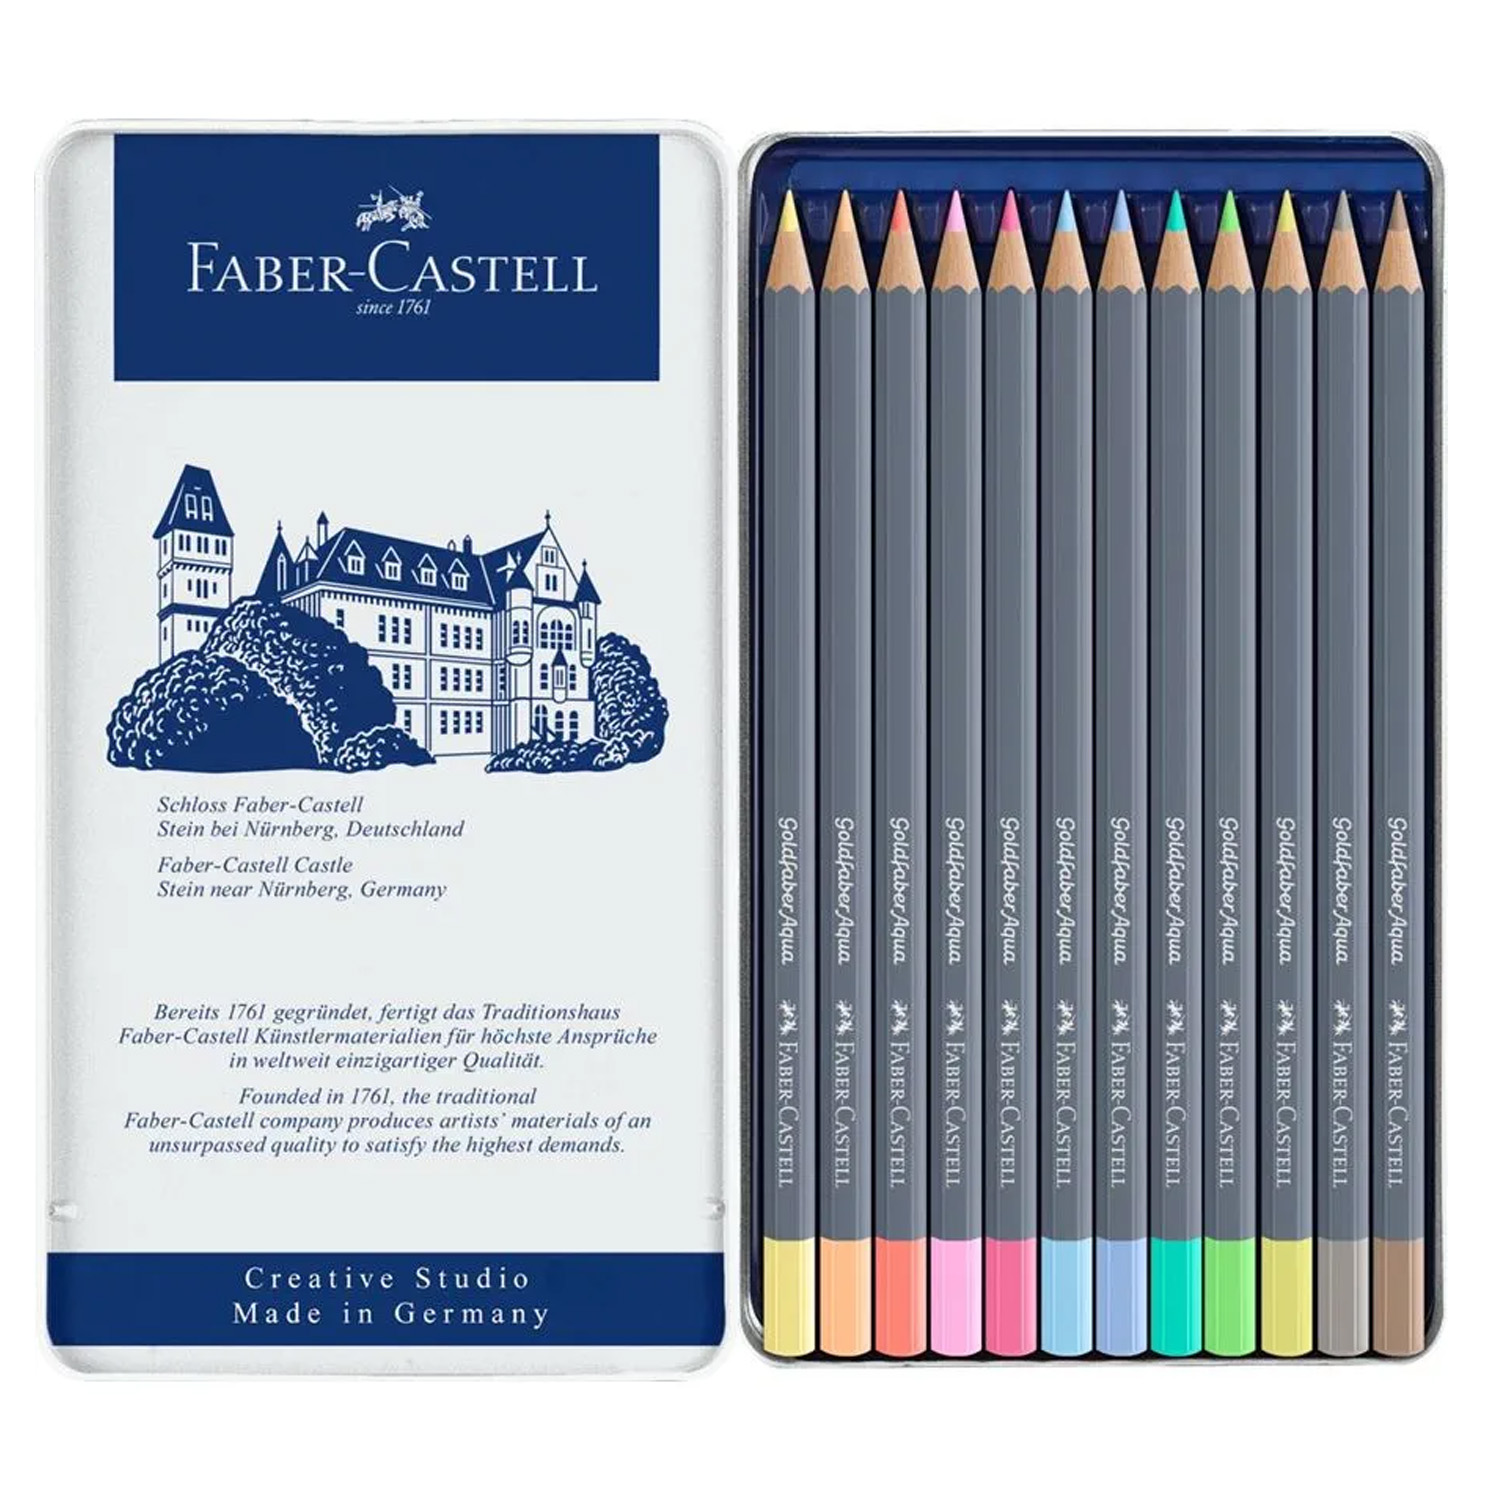 FABER-CASTELL
since 1761
Schloss Faber-Castell
Stein bei Nürnberg, Deutschland
Faber-Castell Castle
Stein near Nürnberg, Germany
Bereits 1761 gegründet, fertigt das Traditionshaus
Faber-Castell Künstlermaterialien für höchste Ansprüche
in weltweit einzigartiger Qualität.
Founded in 1761, the traditional
Faber-Castell company produces artists' materials of an
unsurpassed quality to satisfy the highest demands.
Creative Studio
Made in Germany
Goldfaber Aqua FABER-CASTELL
Goldfaber Aqua FABER-CASTELL
Goldfaber Aqua FABER-CASTELL
Goldfaber Aqua FABER-CASTELL
Goldfaber Aqua FABER-CASTELL
Goldfaber Aqua FABER-CASTELL
Goldfaber Aqua FABER-CASTELL
Goldfaber Aqua FABER-CASTELL
Goldfaber Aqua FABER-CASTELL
Goldfaber Aqua FABER-CASTELL
Goldfaber Aqua FABER-CASTELL
Goldfaber Aqua FABER-CASTELL